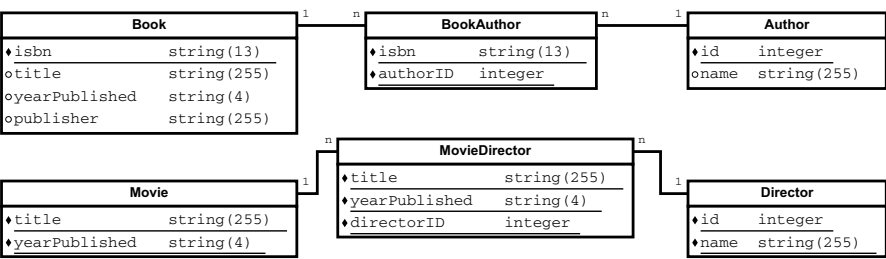 Book
isbn string(13)
title string(255)
yearPublished string(4)
publisher string(255)
1 n
BookAuthor
isbn string(13)
authorID integer
n 1
Author
id integer
name string(255)
Movie
title string(255)
yearPublished string(4)
1 n
MovieDirector
title string(255)
yearPublished string(4)
directorID integer
n 1
Director
id integer
name string(255)